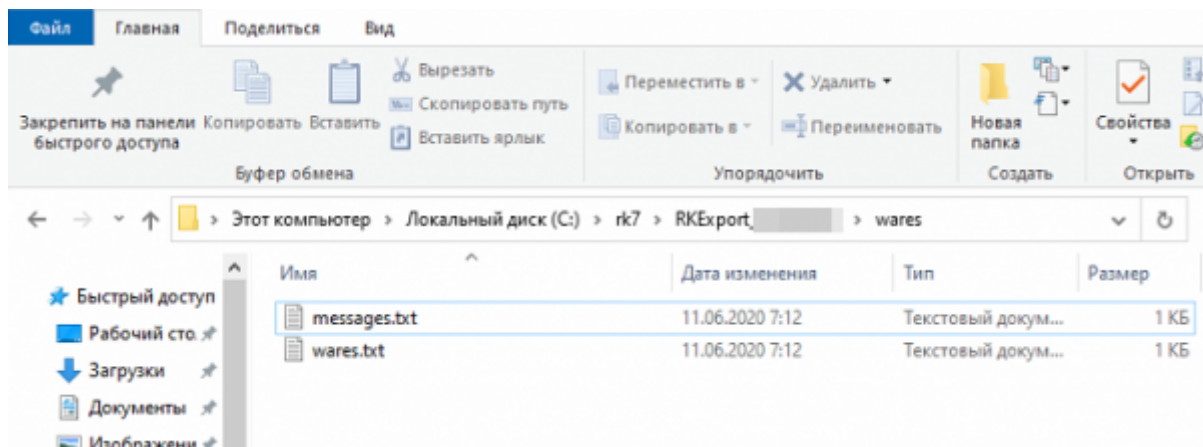 Файл Главная Поделиться Вид
Закрепить на панели быстрого доступа
Копировать
Вставить
Вырезать
Скопировать путь
Вставить ярлык
Буфер обмена
Переместить в
Копировать в
Удалить
Переименовать
Упорядочить
Новая папка
Создать
Свойства
Открыть
Этот компьютер > Локальный диск (C:) > rk7 > RKExport_ > wares
Имя Дата изменения Тип Размер
messages.txt 11.06.2020 7:12 Текстовый докум... 1 КБ
wares.txt 11.06.2020 7:12 Текстовый докум... 1 КБ
Быстрый доступ
Рабочий сто
Загрузки
Документы
Изображени